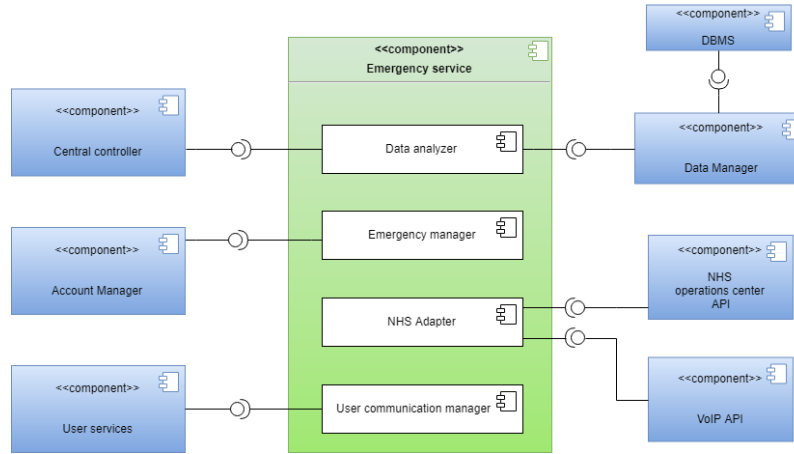 <<component>>
Emergency service
<<component>>
DBMS
<<component>>
Central controller
Data analyzer
<<component>>
Data Manager
<<component>>
Account Manager
Emergency manager
<<component>>
NHS
operations center
API
NHS Adapter
<<component>>
User services
User communication manager
<<component>>
VoIP API